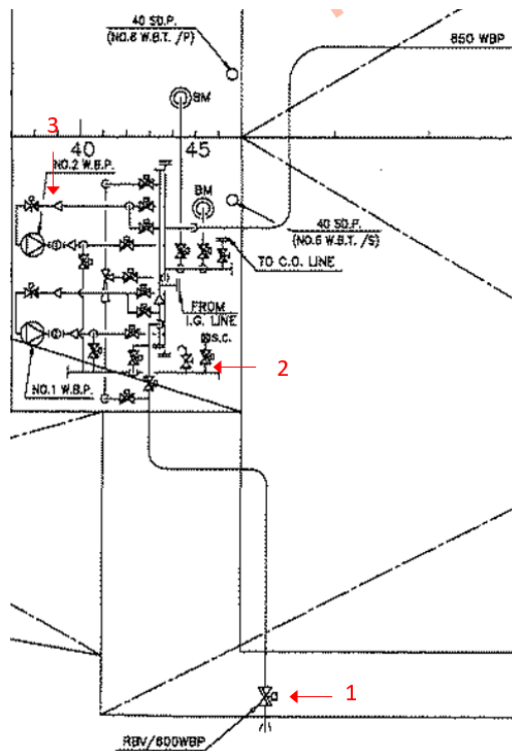 40 SD.P.
(NO.6 W.B.T. /P)
850 WBP
BM
3
40
45
NO.2 W.B.P.
BM
40 SD.P.
(NO.6 W.B.T. /S)
TO C.O. LINE
FROM
I.G. LINE
S.C.
2
NO.1 W.B.P.
1
RBV/600WBP